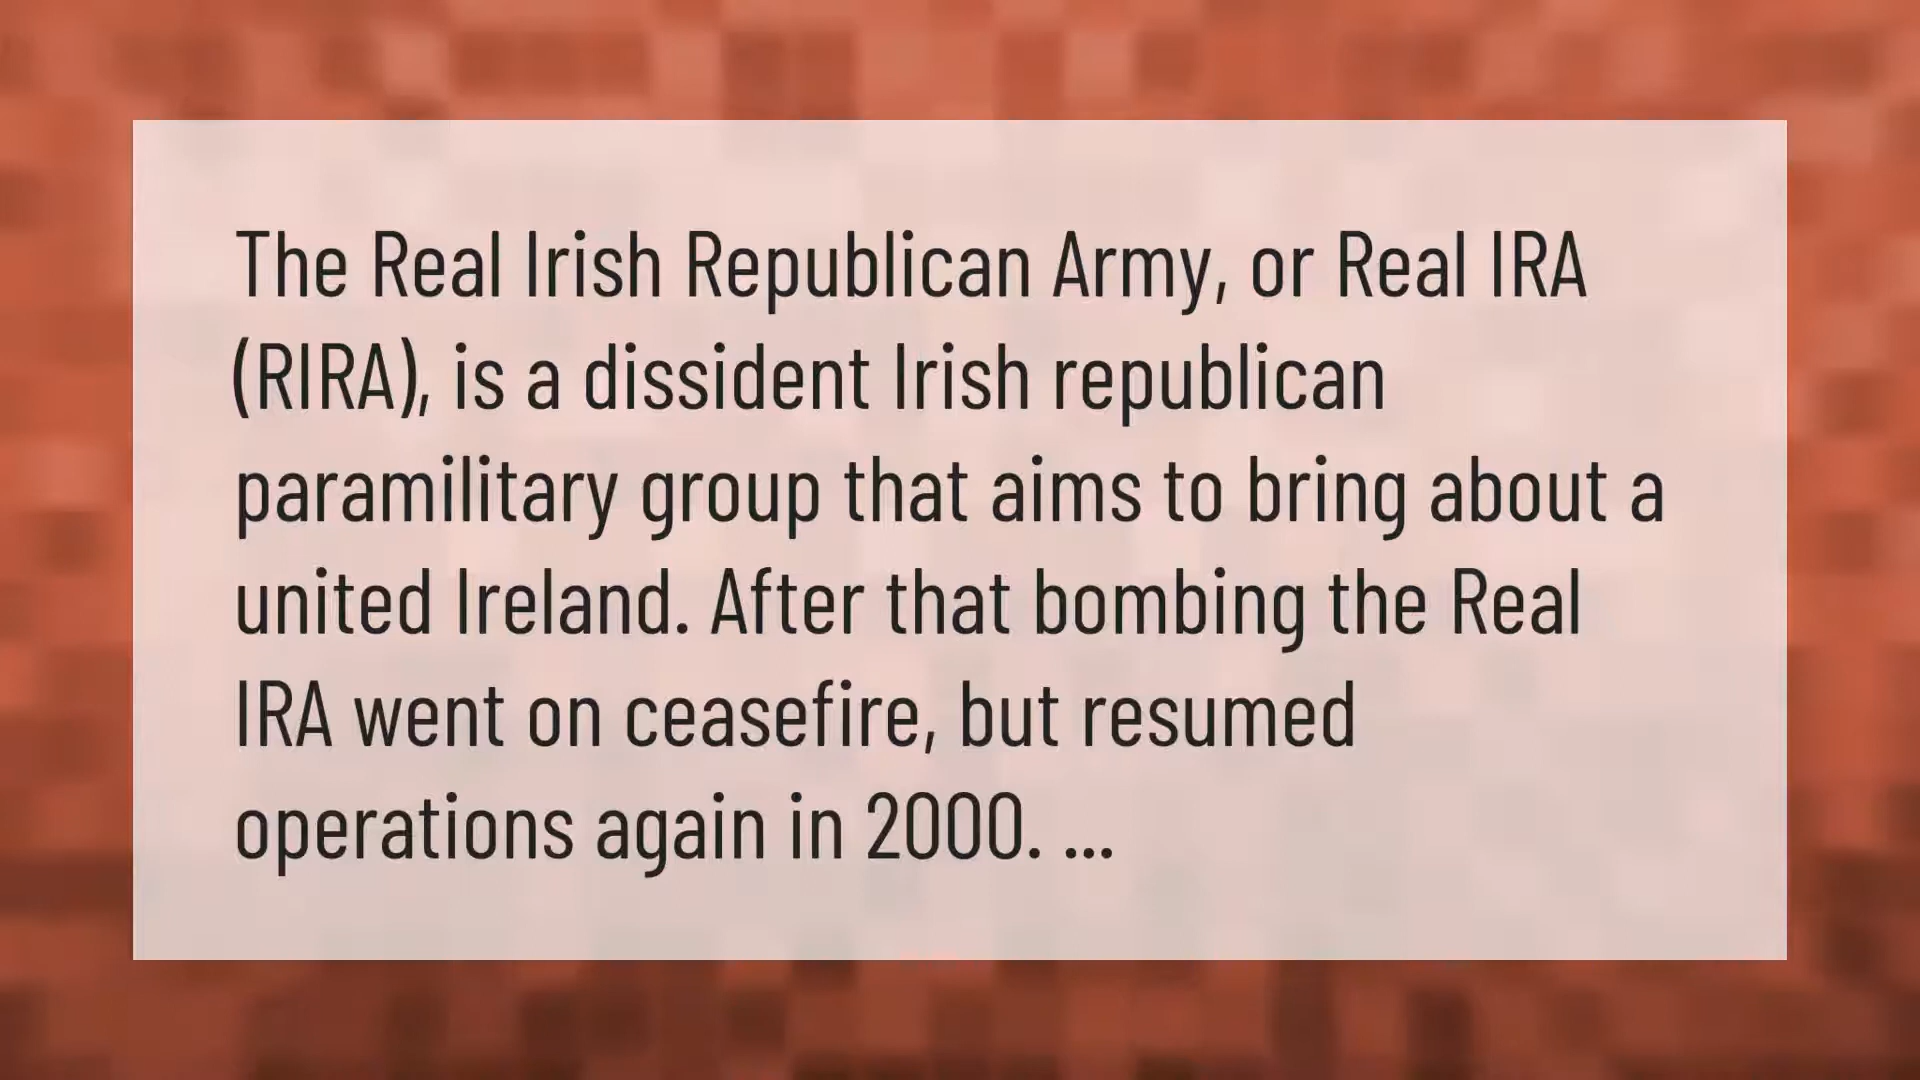 The Real Irish Republican Army, or Real IRA
(RIRA), is a dissident Irish republican
paramilitary group that aims to bring about a
united Ireland. After that bombing the Real
IRA went on ceasefire, but resumed
operations again in 2000. ...